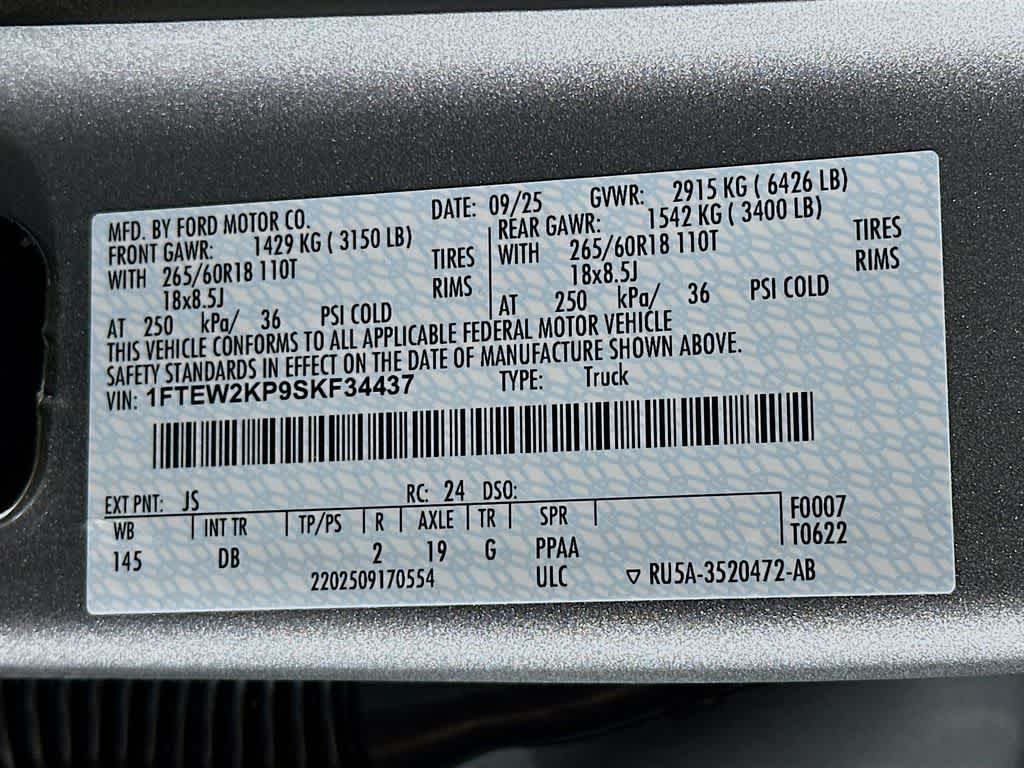 MFD. BY FORD MOTOR CO. DATE: 09/25 GVWR: 2915 KG ( 6426 LB)
FRONT GAWR: 1429 KG ( 3150 LB) REAR GAWR: 1542 KG ( 3400 LB)
WITH 265/60R18 110T TIRES WITH 265/60R18 110T TIRES
18x8.5J RIMS 18x8.5J RIMS
AT 250 kPa/ 36 PSI COLD AT 250 kPa/ 36 PSI COLD
THIS VEHICLE CONFORMS TO ALL APPLICABLE FEDERAL MOTOR VEHICLE
SAFETY STANDARDS IN EFFECT ON THE DATE OF MANUFACTURE SHOWN ABOVE.
VIN: 1FTEW2KP9SKF34437 TYPE: Truck
EXT PNT: JS RC: 24 DSO:
WB INT TR TP/PS R AXLE TR SPR F0007
145 DB 2 19 G PPAA T0622
2202509170554 ULC ▽ RU5A-3520472-AB